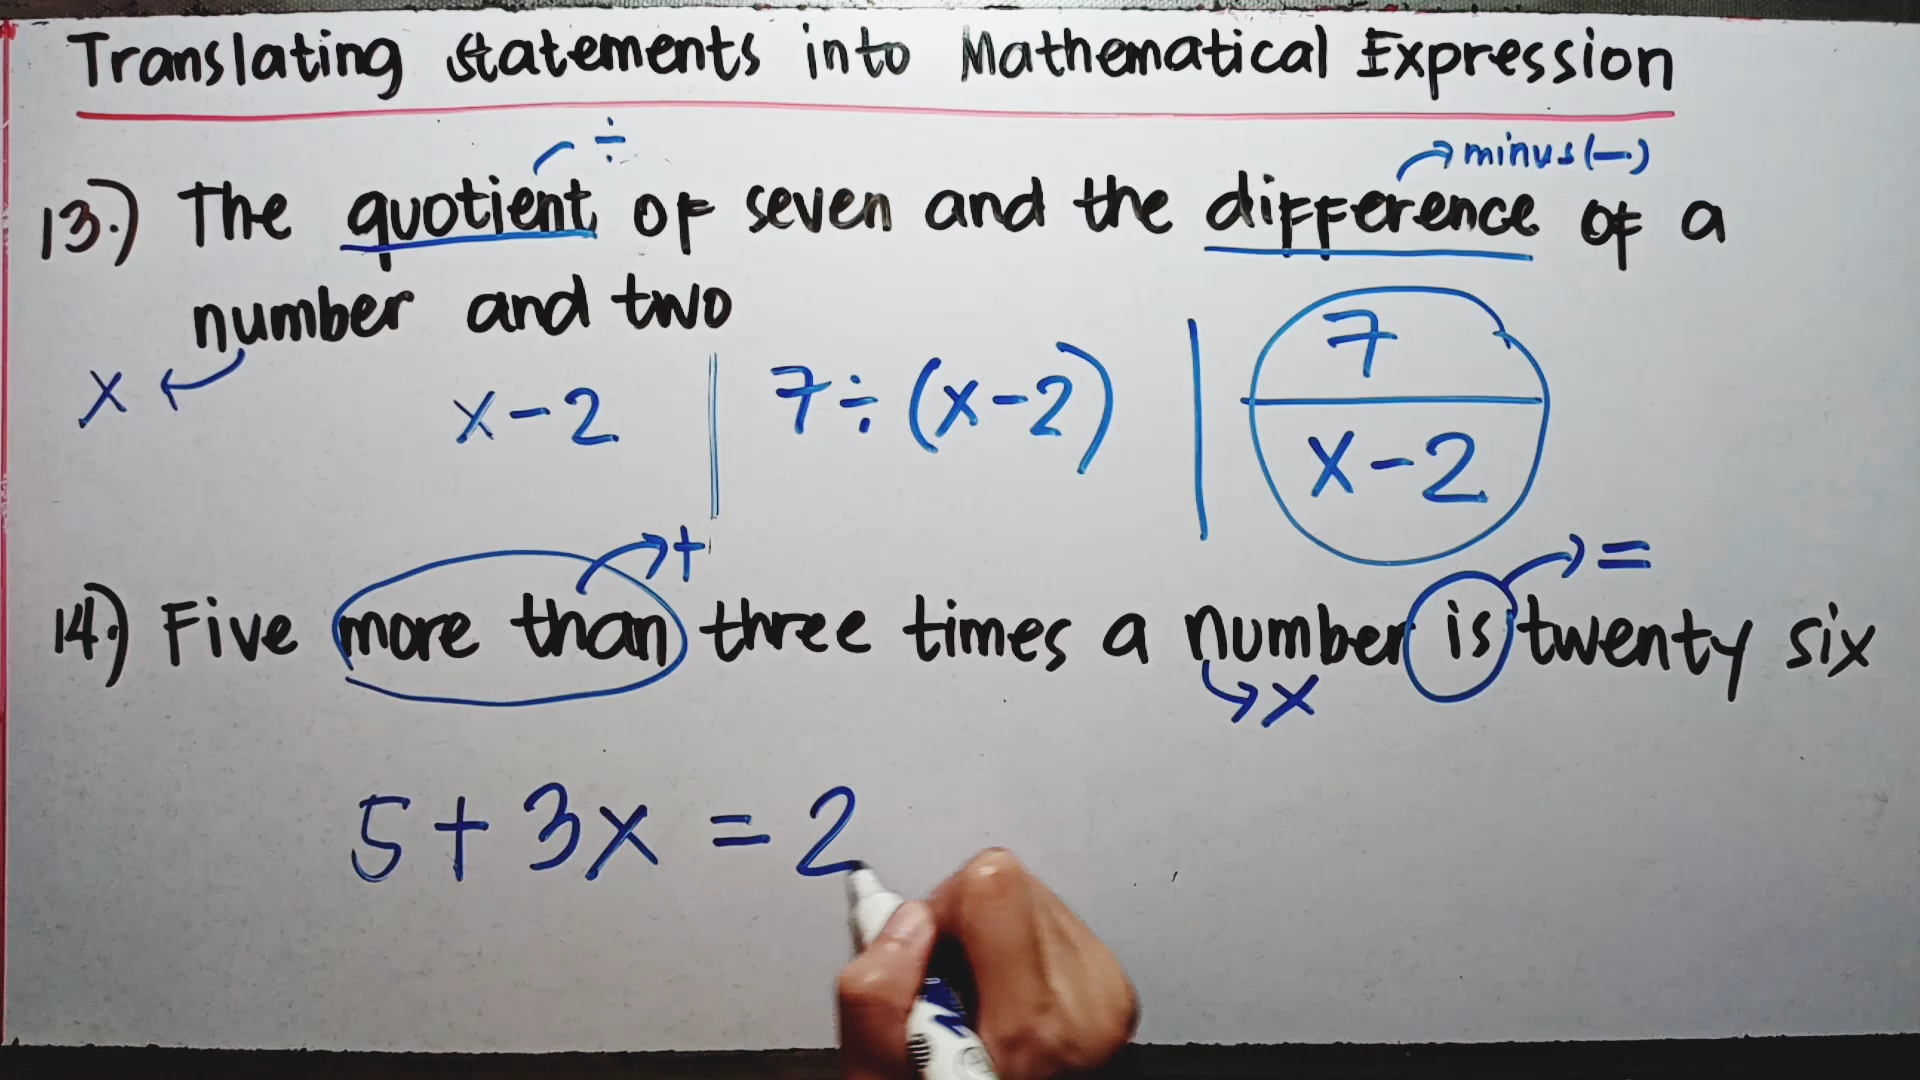 Translating statements into Mathematical Expression
÷
minus (−)
13.) The quotient of seven and the difference of a
number and two
x
x − 2
7 ÷ (x − 2)
7
x − 2
+
=
14.) Five more than three times a number is twenty six
x
5 + 3x = 2